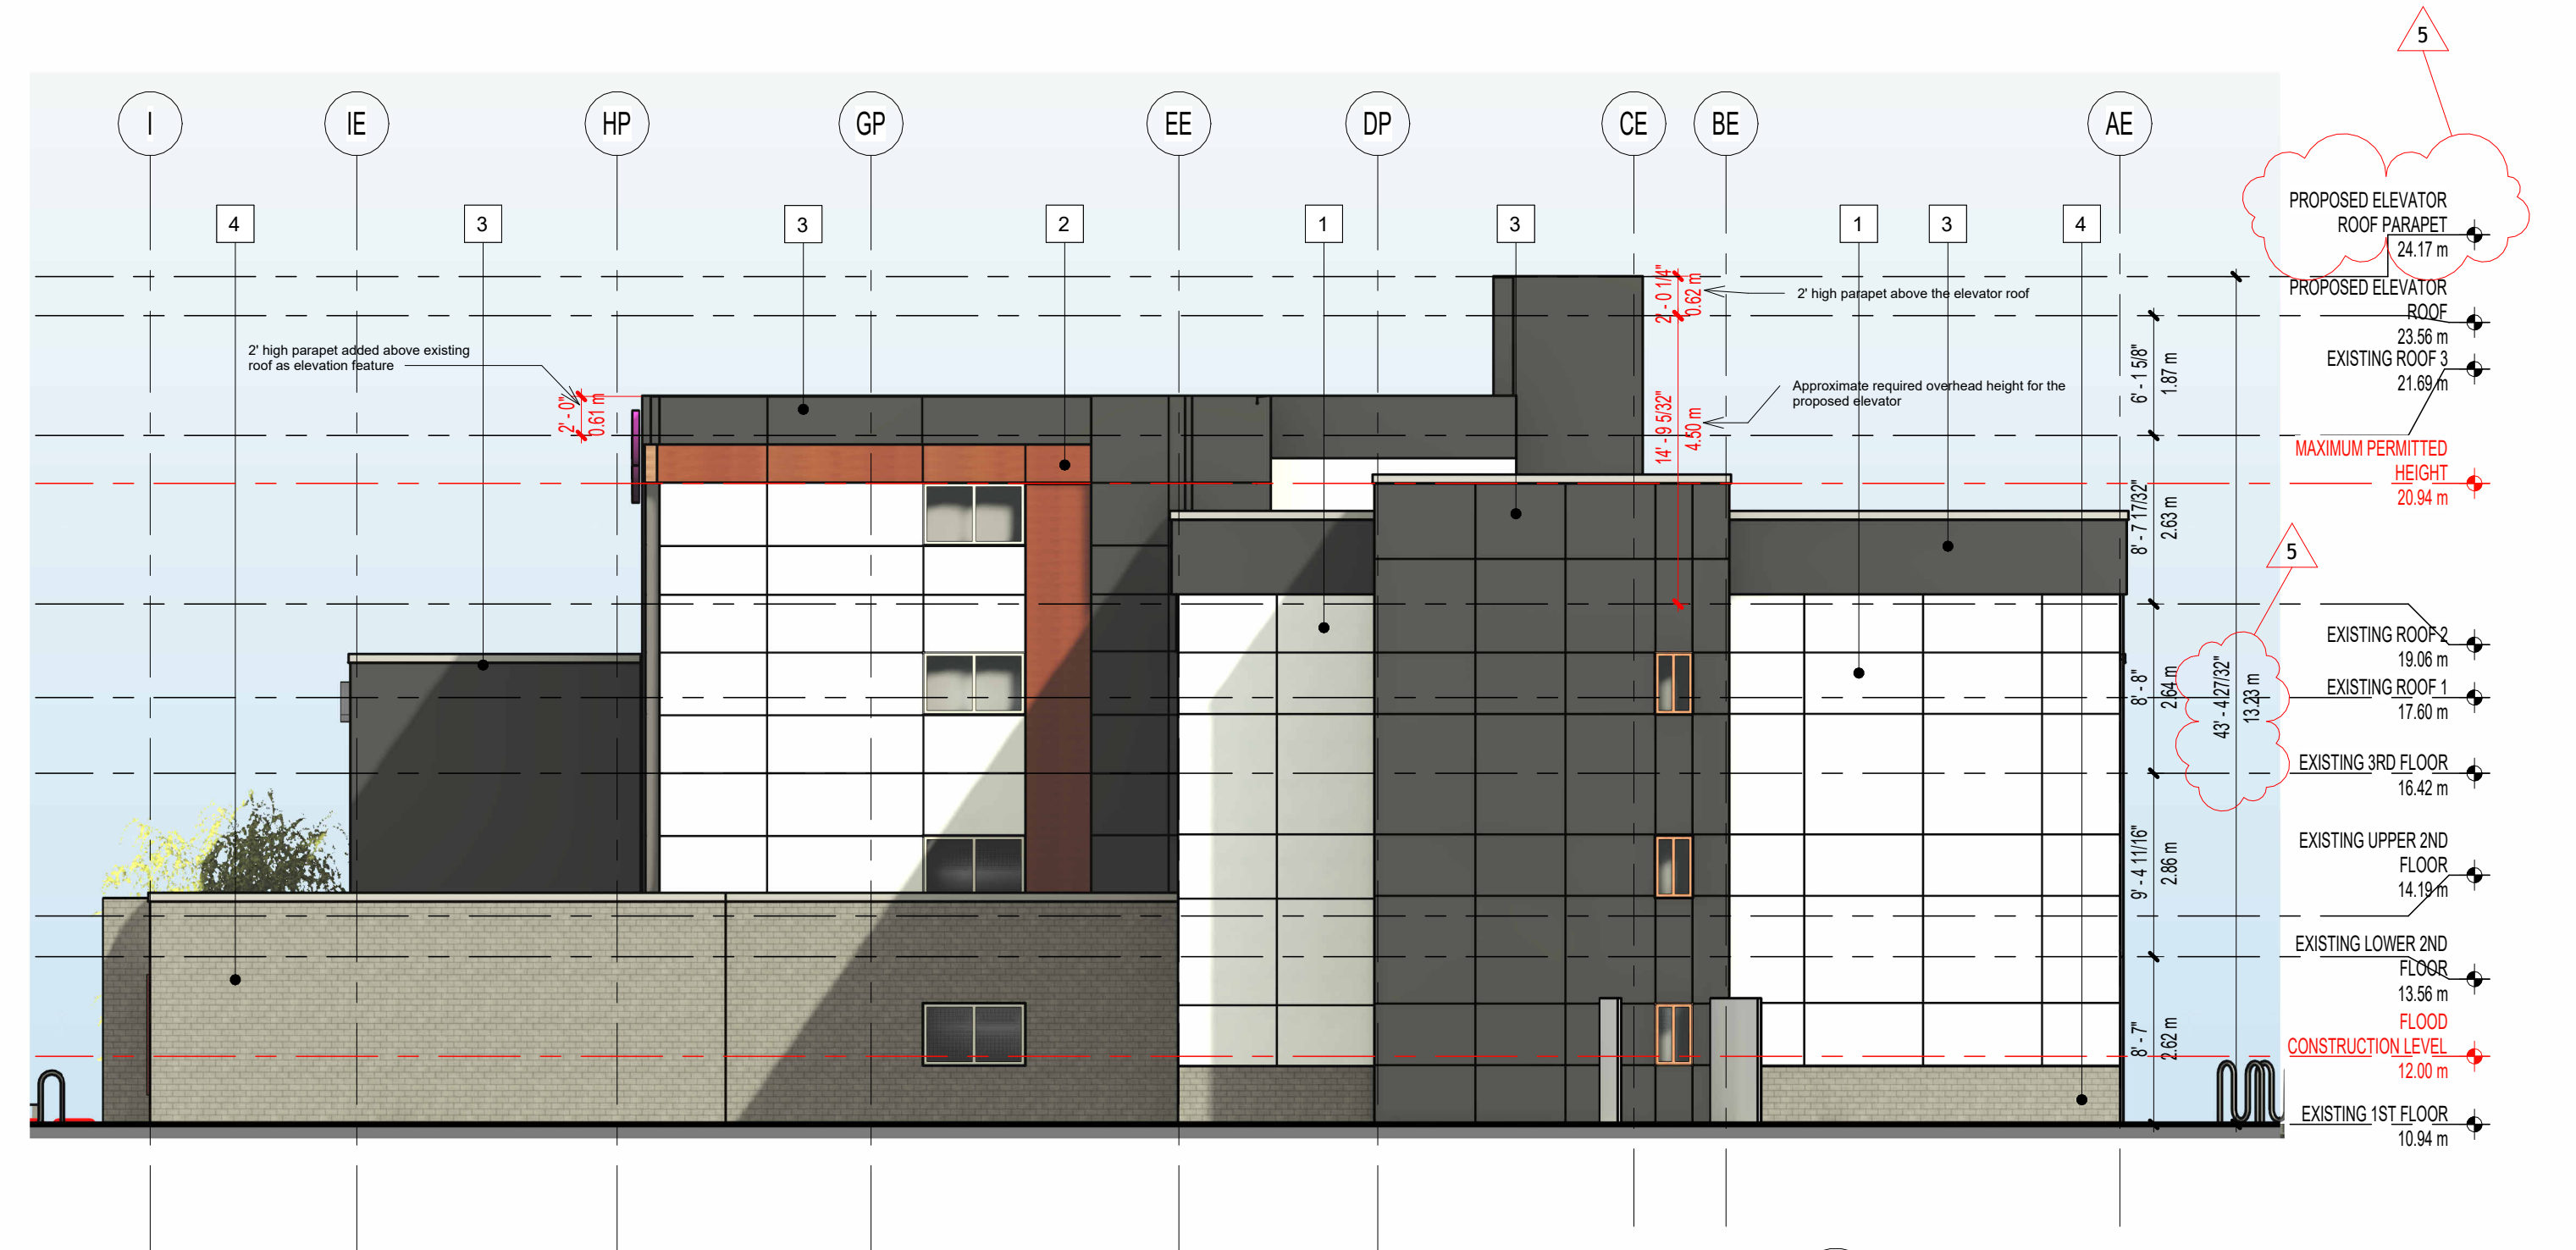 5
I IE HP GP EE DP CE BE AE
4 3 3 2 1 3 1 3 4
PROPOSED ELEVATOR
ROOF PARAPET
24.17 m
PROPOSED ELEVATOR
ROOF
23.56 m
EXISTING ROOF 3
21.69 m
MAXIMUM PERMITTED
HEIGHT
20.94 m
5
EXISTING ROOF 2
19.06 m
EXISTING ROOF 1
17.60 m
EXISTING 3RD FLOOR
16.42 m
EXISTING UPPER 2ND
FLOOR
14.19 m
EXISTING LOWER 2ND
FLOOR
13.56 m
FLOOD
CONSTRUCTION LEVEL
12.00 m
EXISTING 1ST FLOOR
10.94 m
2' high parapet added above existing
roof as elevation feature
2' - 0"
0.61 m
2' - 0 1/4"
0.62 m
2' high parapet above the elevator roof
14' - 9 5/32"
4.50 m
Approximate required overhead height for the
proposed elevator
6' - 1 5/8"
1.87 m
8' - 7 17/32"
2.63 m
8' - 8"
2.64 m
9' - 4 11/16"
2.86 m
8' - 7"
2.62 m
43' - 4 27/32"
13.23 m